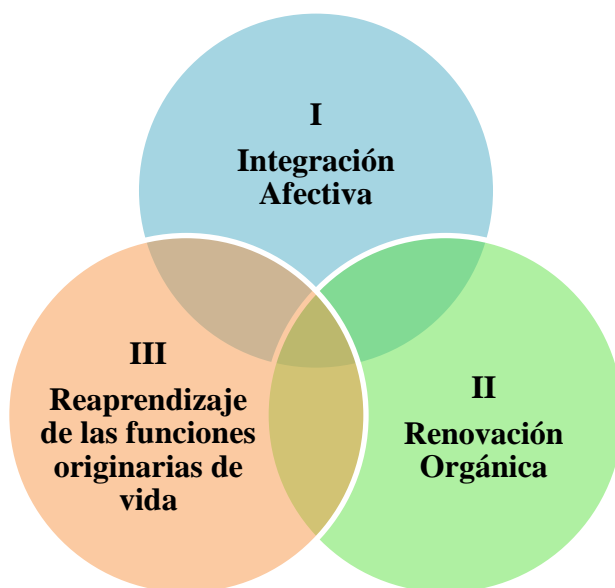 I
Integración
Afectiva
III
Reaprendizaje
de las funciones
originarias de
vida
II
Renovación
Orgánica